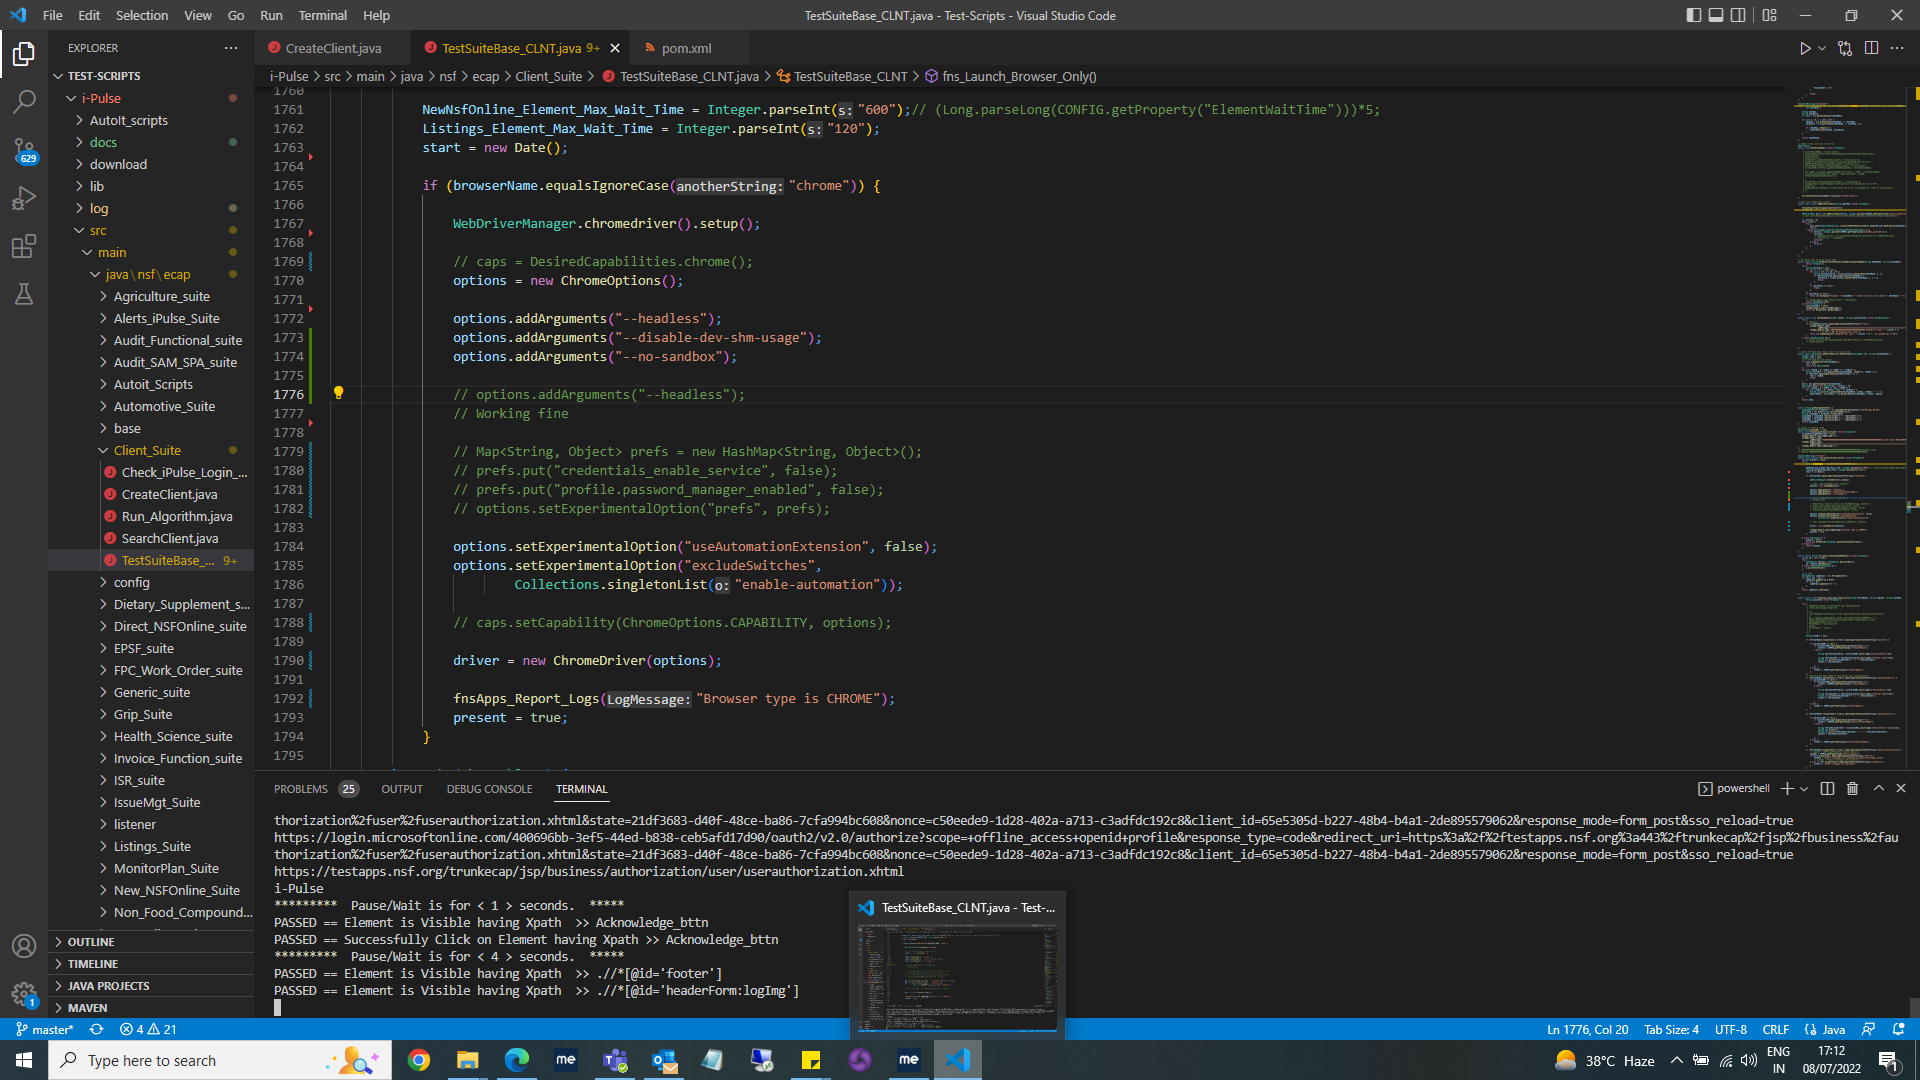 File Edit Selection View Go Run Terminal Help
TestSuiteBase_CLNT.java - Test-Scripts - Visual Studio Code
EXPLORER
CreateClient.java
TestSuiteBase_CLNT.java 9+
pom.xml
i-Pulse > src > main > java > nsf > ecap > Client_Suite > TestSuiteBase_CLNT.java > TestSuiteBase_CLNT > fns_Launch_Browser_Only()
TEST-SCRIPTS
i-Pulse
AutoIt_scripts
docs
download
lib
log
src
main
java\nsf\ecap
Agriculture_suite
Alerts_iPulse_Suite
Audit_Functional_suite
Audit_SAM_SPA_suite
Autoit_Scripts
Automotive_Suite
base
Client_Suite
Check_iPulse_Login_...
CreateClient.java
Run_Algorithm.java
SearchClient.java
TestSuiteBase_... 9+
config
Dietary_Supplement_s...
Direct_NSFOnline_suite
EPSF_suite
FPC_Work_Order_suite
Generic_suite
Grip_Suite
Health_Science_suite
Invoice_Function_suite
ISR_suite
IssueMgt_Suite
listener
Listings_Suite
MonitorPlan_Suite
New_NSFOnline_Suite
Non_Food_Compound...
OUTLINE
TIMELINE
JAVA PROJECTS
MAVEN
629
1
1760
1761 NewNsfOnline_Element_Max_Wait_Time = Integer.parseInt(s: "600");// (Long.parseLong(CONFIG.getProperty("ElementWaitTime")))*5;
1762 Listings_Element_Max_Wait_Time = Integer.parseInt(s: "120");
1763 start = new Date();
1764
1765 if (browserName.equalsIgnoreCase(anotherString: "chrome")) {
1766
1767 WebDriverManager.chromedriver().setup();
1768
1769 // caps = DesiredCapabilities.chrome();
1770 options = new ChromeOptions();
1771
1772 options.addArguments("--headless");
1773 options.addArguments("--disable-dev-shm-usage");
1774 options.addArguments("--no-sandbox");
1775
1776 // options.addArguments("--headless");
1777 // Working fine
1778
1779 // Map<String, Object> prefs = new HashMap<String, Object>();
1780 // prefs.put("credentials_enable_service", false);
1781 // prefs.put("profile.password_manager_enabled", false);
1782 // options.setExperimentalOption("prefs", prefs);
1783
1784 options.setExperimentalOption("useAutomationExtension", false);
1785 options.setExperimentalOption("excludeSwitches",
1786 Collections.singletonList(o: "enable-automation"));
1787
1788 // caps.setCapability(ChromeOptions.CAPABILITY, options);
1789
1790 driver = new ChromeDriver(options);
1791
1792 fnsApps_Report_Logs(LogMessage: "Browser type is CHROME");
1793 present = true;
1794 }
1795
PROBLEMS 25 OUTPUT DEBUG CONSOLE TERMINAL
powershell
thorization%2fuser%2fuserauthorization.xhtml&state=21df3683-d40f-48ce-ba86-7cfa994bc608&nonce=c50eede9-1d28-402a-a713-c3adfdc192c8&client_id=65e5305d-b227-48b4-b4a1-2de895579062&response_mode=form_post&sso_reload=true
https://login.microsoftonline.com/400696bb-3ef5-44ed-b838-ceb5afd17d90/oauth2/v2.0/authorize?scope=+offline_access+openid+profile&response_type=code&redirect_uri=https%3a%2f%2ftestapps.nsf.org%3a443%2ftrunkecap%2fjsp%2fbusiness%2fau
thorization%2fuser%2fuserauthorization.xhtml&state=21df3683-d40f-48ce-ba86-7cfa994bc608&nonce=c50eede9-1d28-402a-a713-c3adfdc192c8&client_id=65e5305d-b227-48b4-b4a1-2de895579062&response_mode=form_post&sso_reload=true
https://testapps.nsf.org/trunkecap/jsp/business/authorization/user/userauthorization.xhtml
i-Pulse
********* Pause/Wait is for < 1 > seconds. *****
PASSED == Element is Visible having Xpath >> Acknowledge_bttn
PASSED == Successfully Click on Element having Xpath >> Acknowledge_bttn
********* Pause/Wait is for < 4 > seconds. *****
PASSED == Element is Visible having Xpath >> .//*[@id='footer']
PASSED == Element is Visible having Xpath >> .//*[@id='headerForm:logImg']
TestSuiteBase_CLNT.java - Test-...
master* 4 21
Ln 1776, Col 20 Tab Size: 4 UTF-8 CRLF Java
Type here to search
me
me
38°C Haze
ENG
IN
17:12
08/07/2022
1